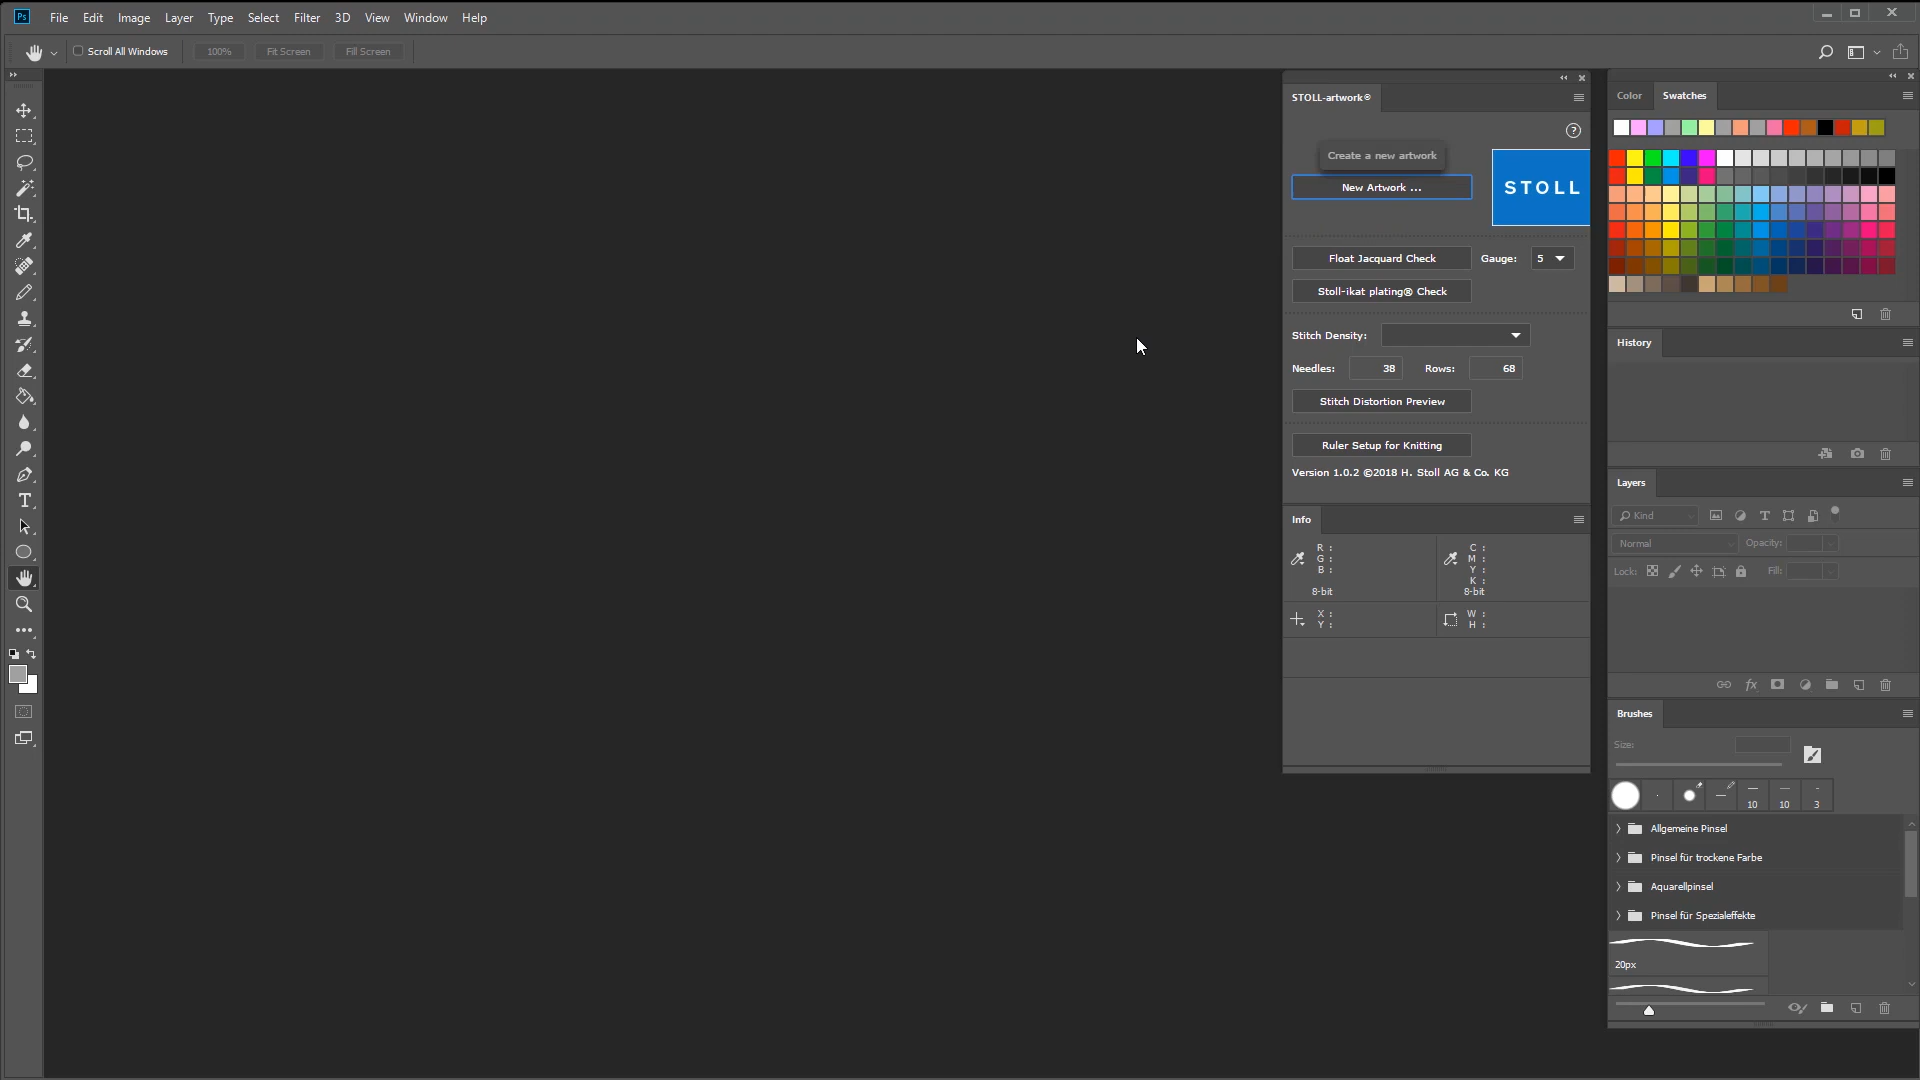 Ps File Edit Image Layer Type Select Filter 3D View Window Help
Scroll All Windows 100% Fit Screen Fill Screen
STOLL-artwork®
?
Create a new artwork
New Artwork ...
STOLL
Float Jacquard Check Gauge: 5
Stoll-ikat plating® Check
Stitch Density:
Needles: 38 Rows: 68
Stitch Distortion Preview
Ruler Setup for Knitting
Version 1.0.2 ©2018 H. Stoll AG & Co. KG
Info
R :
G :
B :
8-bit
C :
M :
Y :
K :
8-bit
X :
Y :
W :
H :
Color Swatches
History
Layers
Kind
Normal Opacity:
Lock: Fill:
fx
Brushes
Size:
10 10 3
Allgemeine Pinsel
Pinsel für trockene Farbe
Aquarellpinsel
Pinsel für Spezialeffekte
20px